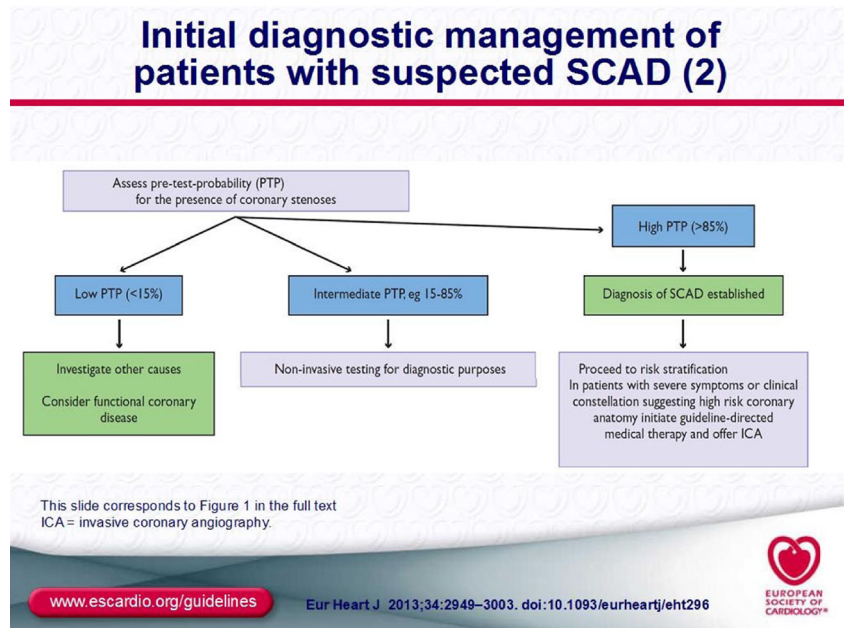 Initial diagnostic management of
patients with suspected SCAD (2)
Assess pre-test-probability (PTP)
for the presence of coronary stenoses
High PTP (>85%)
Low PTP (<15%)
Intermediate PTP, eg 15-85%
Diagnosis of SCAD established
Investigate other causes
Consider functional coronary
disease
Non-invasive testing for diagnostic purposes
Proceed to risk stratification
In patients with severe symptoms or clinical
constellation suggesting high risk coronary
anatomy initiate guideline-directed
medical therapy and offer ICA
This slide corresponds to Figure 1 in the full text
ICA = invasive coronary angiography.
www.escardio.org/guidelines
Eur Heart J 2013;34:2949–3003. doi:10.1093/eurheartj/eht296
EUROPEAN
SOCIETY OF
CARDIOLOGY®